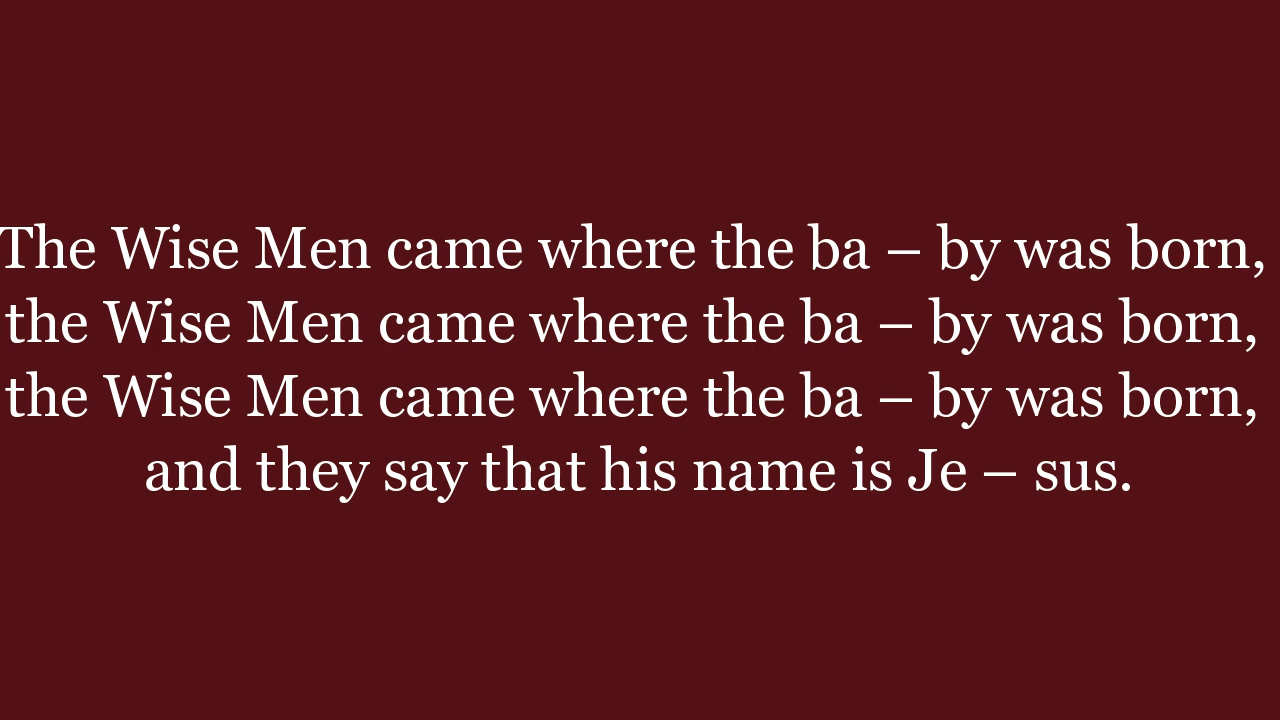 The Wise Men came where the ba – by was born,
the Wise Men came where the ba – by was born,
the Wise Men came where the ba – by was born,
and they say that his name is Je – sus.